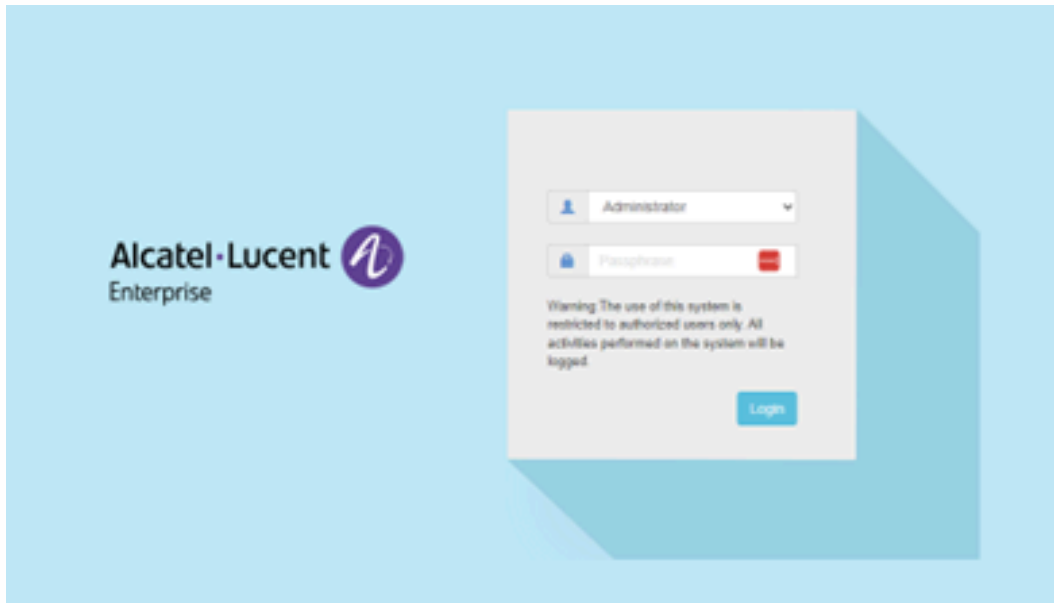 Alcatel·Lucent
Enterprise
Administrator
Passphrase
Warning The use of this system is
restricted to authorized users only. All
activities performed on the system will be
logged.
Login